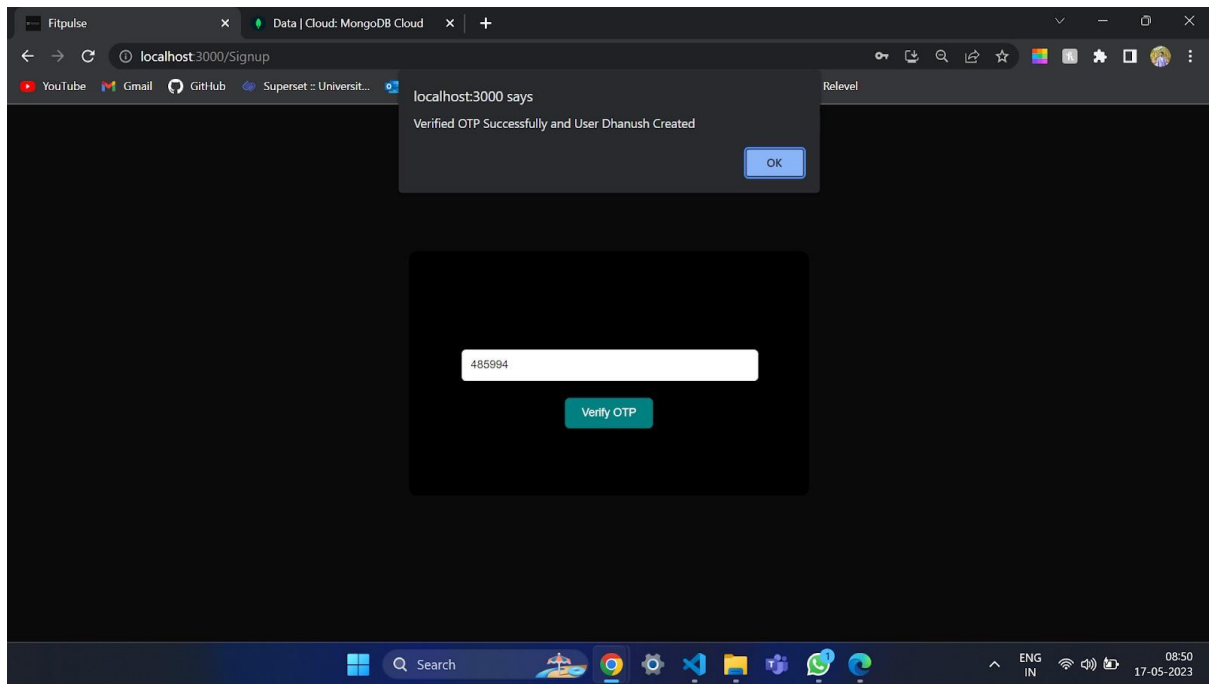 Fitpulse
Data | Cloud: MongoDB Cloud
localhost:3000/Signup
YouTube
Gmail
GitHub
Superset :: Universit...
Relevel
localhost:3000 says
Verified OTP Successfully and User Dhanush Created
OK
485994
Verify OTP
Search
1
ENG
IN
08:50
17-05-2023